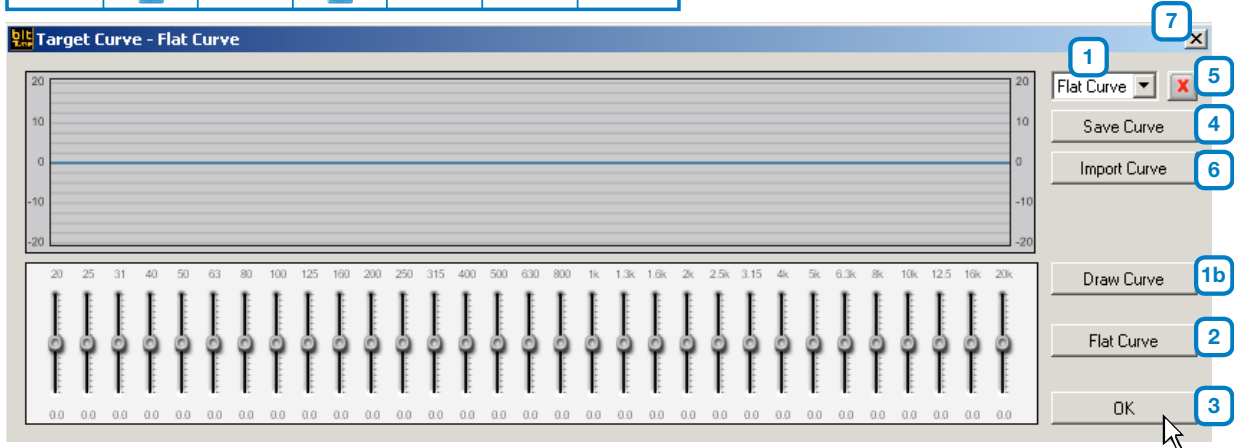 7
bit Tune Target Curve - Flat Curve
1
20 20 Flat Curve X 5
10 10 Save Curve 4
0 0 Import Curve 6
-10 -10
-20 -20
20 25 31 40 50 63 80 100 125 160 200 250 315 400 500 630 800 1k 1.3k 1.6k 2k 2.5k 3.15 4k 5k 6.3k 8k 10k 12.5 16k 20k
Draw Curve 1b
Flat Curve 2
0.0 0.0 0.0 0.0 0.0 0.0 0.0 0.0 0.0 0.0 0.0 0.0 0.0 0.0 0.0 0.0 0.0 0.0 0.0 0.0 0.0 0.0 0.0 0.0 0.0 0.0 0.0 0.0 0.0 0.0 0.0
OK 3